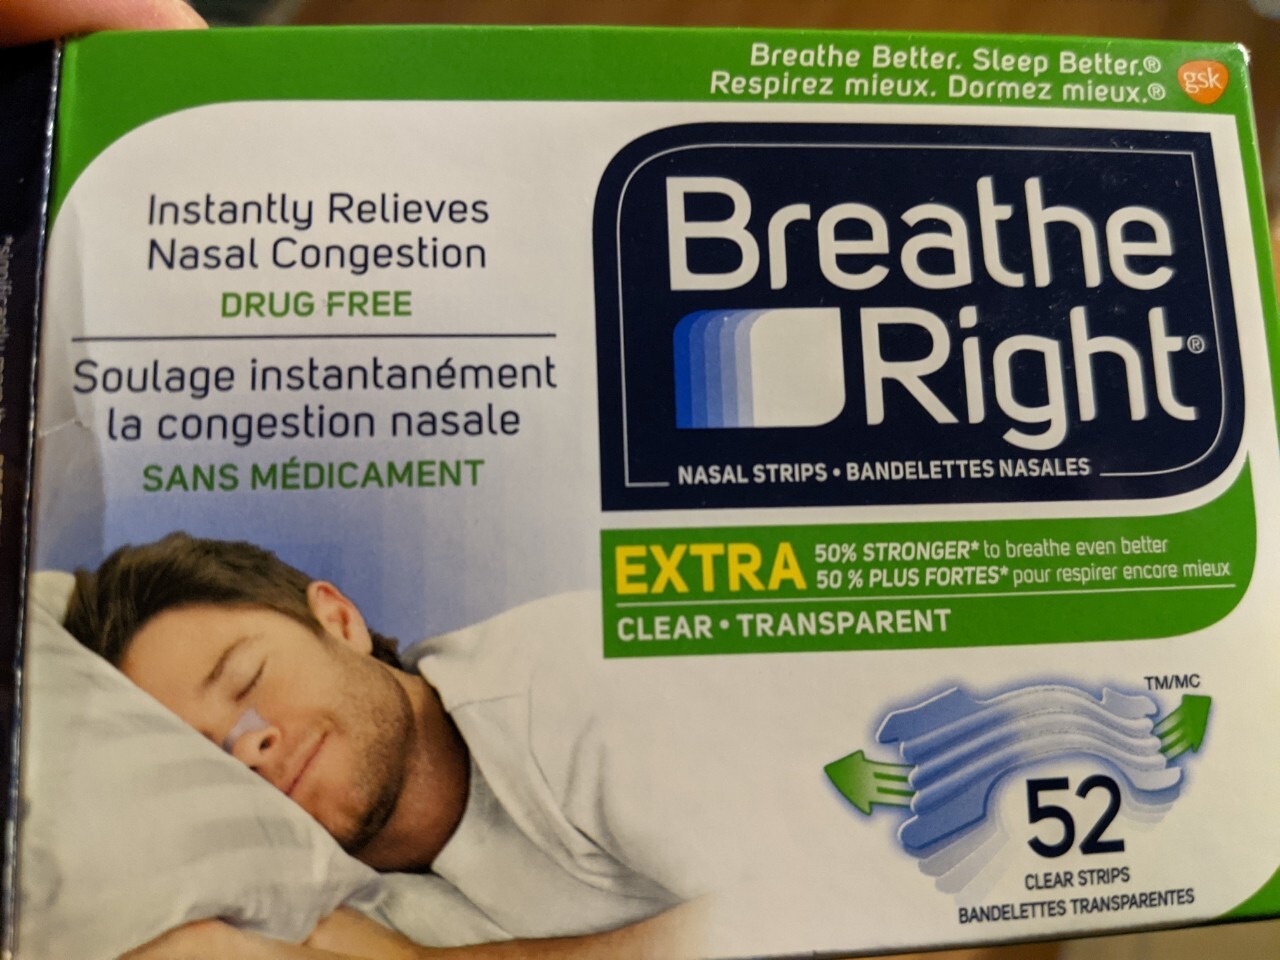 Breathe Better. Sleep Better.®
Respirez mieux. Dormez mieux.®
gsk
Instantly Relieves
Nasal Congestion
DRUG FREE
Soulage instantanément
la congestion nasale
SANS MÉDICAMENT
Breathe
Right®
NASAL STRIPS • BANDELETTES NASALES
EXTRA
50% STRONGER* to breathe even better
50 % PLUS FORTES* pour respirer encore mieux
CLEAR • TRANSPARENT
TM/MC
52
CLEAR STRIPS
BANDELETTES TRANSPARENTES